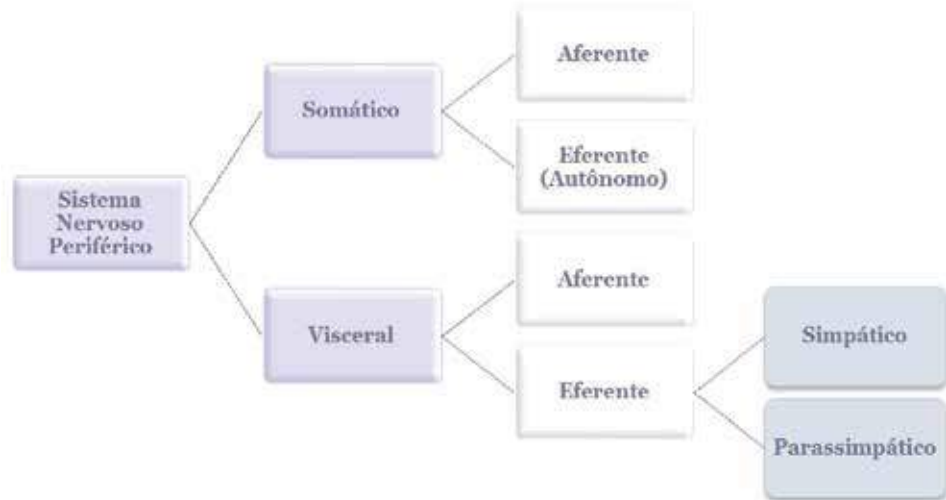 Sistema
Nervoso
Periférico
Somático
Aferente
Eferente
(Autônomo)
Visceral
Aferente
Eferente
Simpático
Parassimpático